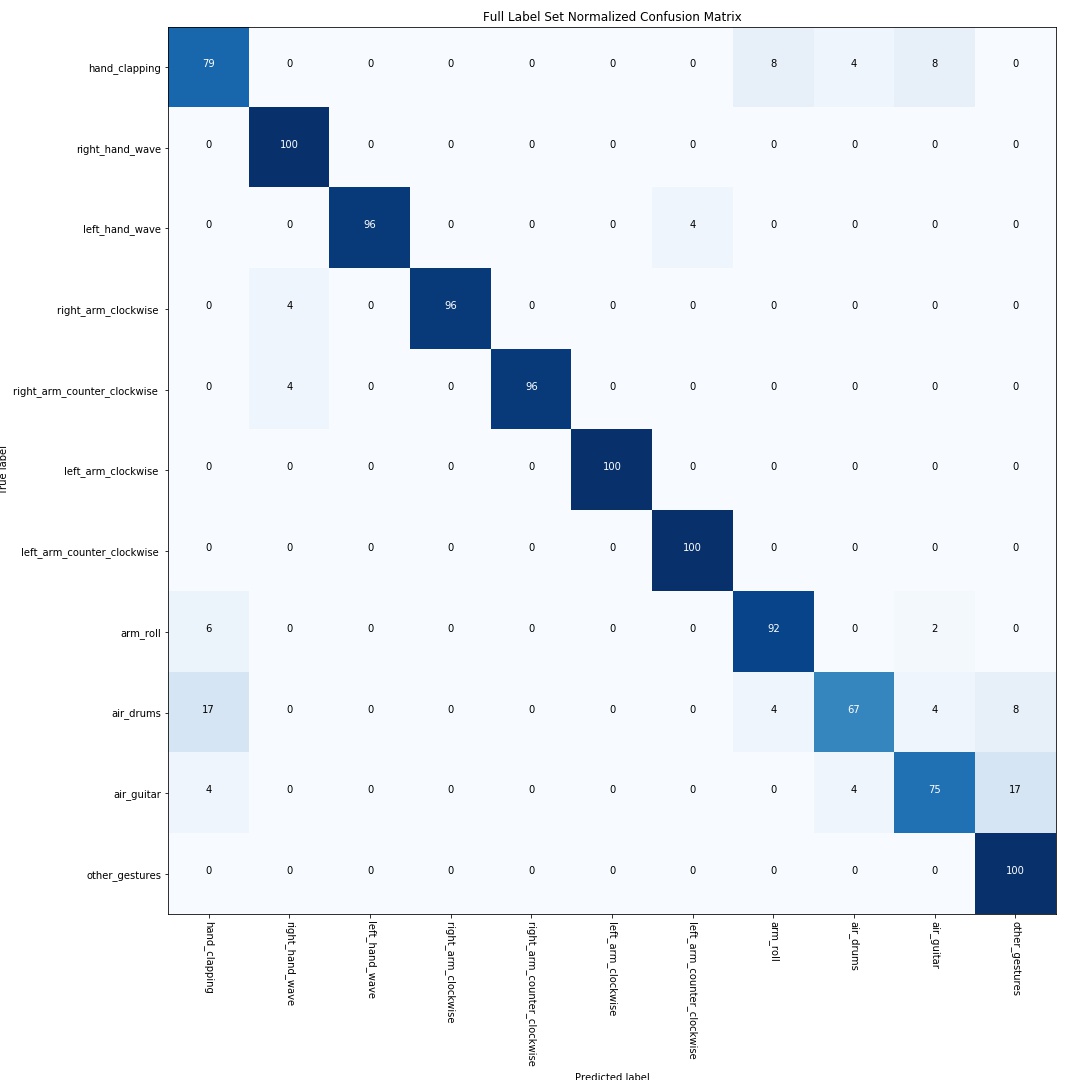 Full Label Set Normalized Confusion Matrix
hand_clapping 79 0 0 0 0 0 0 8 4 8 0
right_hand_wave 0 100 0 0 0 0 0 0 0 0 0
left_hand_wave 0 0 96 0 0 0 4 0 0 0 0
right_arm_clockwise 0 4 0 96 0 0 0 0 0 0 0
right_arm_counter_clockwise 0 4 0 0 96 0 0 0 0 0 0
True label
left_arm_clockwise 0 0 0 0 0 100 0 0 0 0 0
left_arm_counter_clockwise 0 0 0 0 0 0 100 0 0 0 0
arm_roll 6 0 0 0 0 0 0 92 0 2 0
air_drums 17 0 0 0 0 0 0 4 67 4 8
air_guitar 4 0 0 0 0 0 0 0 4 75 17
other_gestures 0 0 0 0 0 0 0 0 0 0 100
hand_clapping
right_hand_wave
left_hand_wave
right_arm_clockwise
right_arm_counter_clockwise
left_arm_clockwise
left_arm_counter_clockwise
arm_roll
air_drums
air_guitar
other_gestures
Predicted label